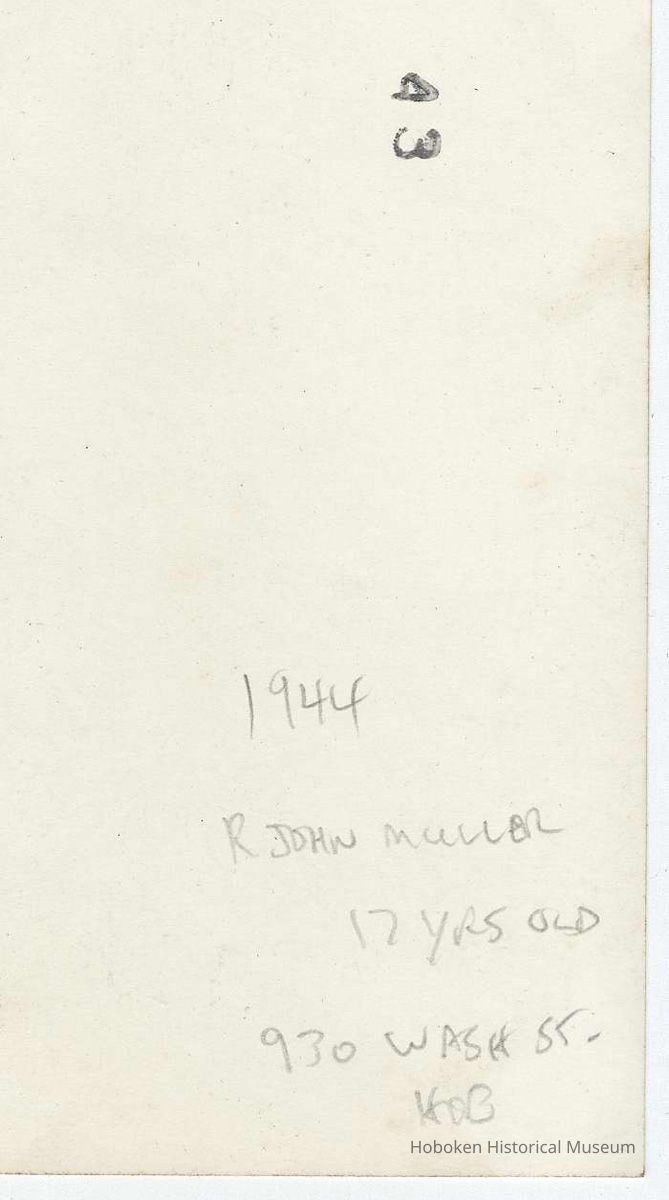 43
1944
R JOHN MULLER
17 YRS OLD
930 WASH ST.
HOB
Hoboken Historical Museum